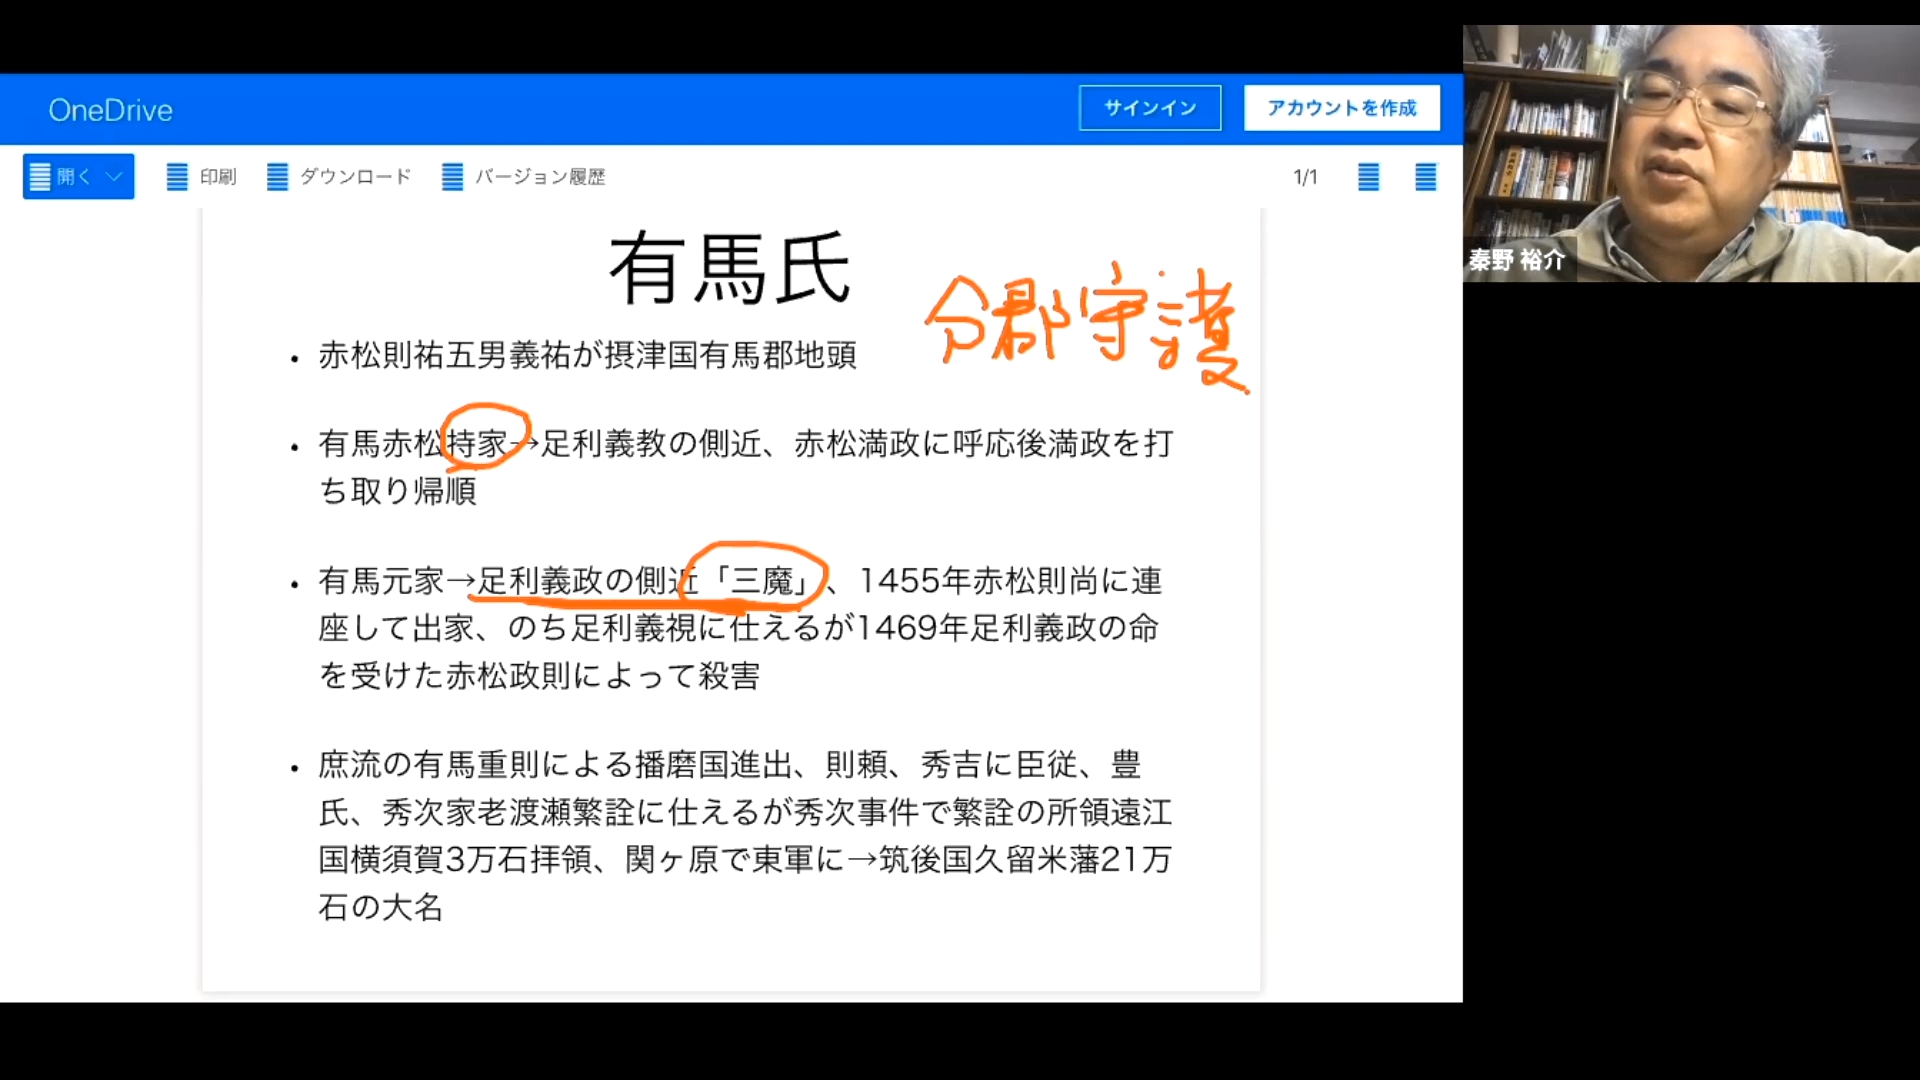 OneDrive
サインイン
アカウントを作成
開く
印刷
ダウンロード
バージョン履歴
1/1
秦野 裕介
有馬氏
分郡守護
• 赤松則祐五男義祐が摂津国有馬郡地頭
• 有馬赤松持家→足利義教の側近、赤松満政に呼応後満政を打
ち取り帰順
• 有馬元家→足利義政の側近「三魔」、1455年赤松則尚に連
座して出家、のち足利義視に仕えるが1469年足利義政の命
を受けた赤松政則によって殺害
• 庶流の有馬重則による播磨国進出、則頼、秀吉に臣従、豊
氏、秀次家老渡瀬繁詮に仕えるが秀次事件で繁詮の所領遠江
国横須賀3万石拝領、関ヶ原で東軍に→筑後国久留米藩21万
石の大名